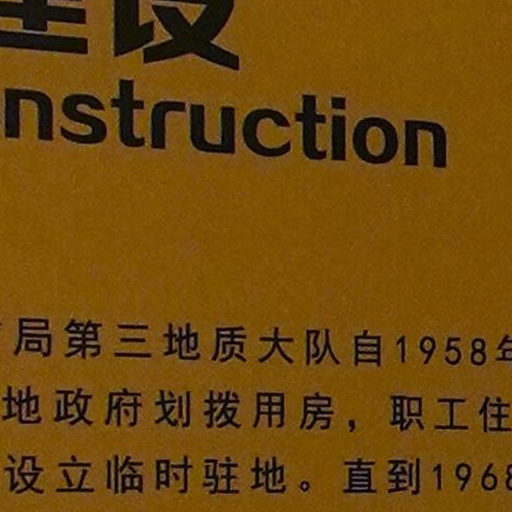 设
nstruction
局第三地质大队自1958年
地政府划拨用房，职工住
设立临时驻地。直到1968